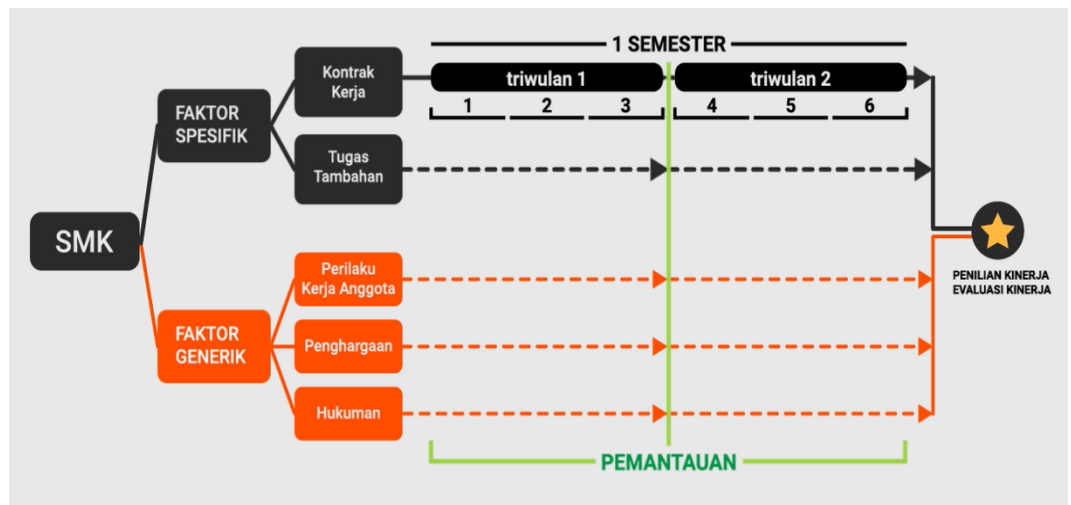 1 SEMESTER
Kontrak
Kerja
triwulan 1
triwulan 2
1 2 3 4 5 6
FAKTOR
SPESIFIK
Tugas
Tambahan
SMK
Perilaku
Kerja Anggota
PENILIAN KINERJA
EVALUASI KINERJA
FAKTOR
GENERIK
Penghargaan
Hukuman
PEMANTAUAN